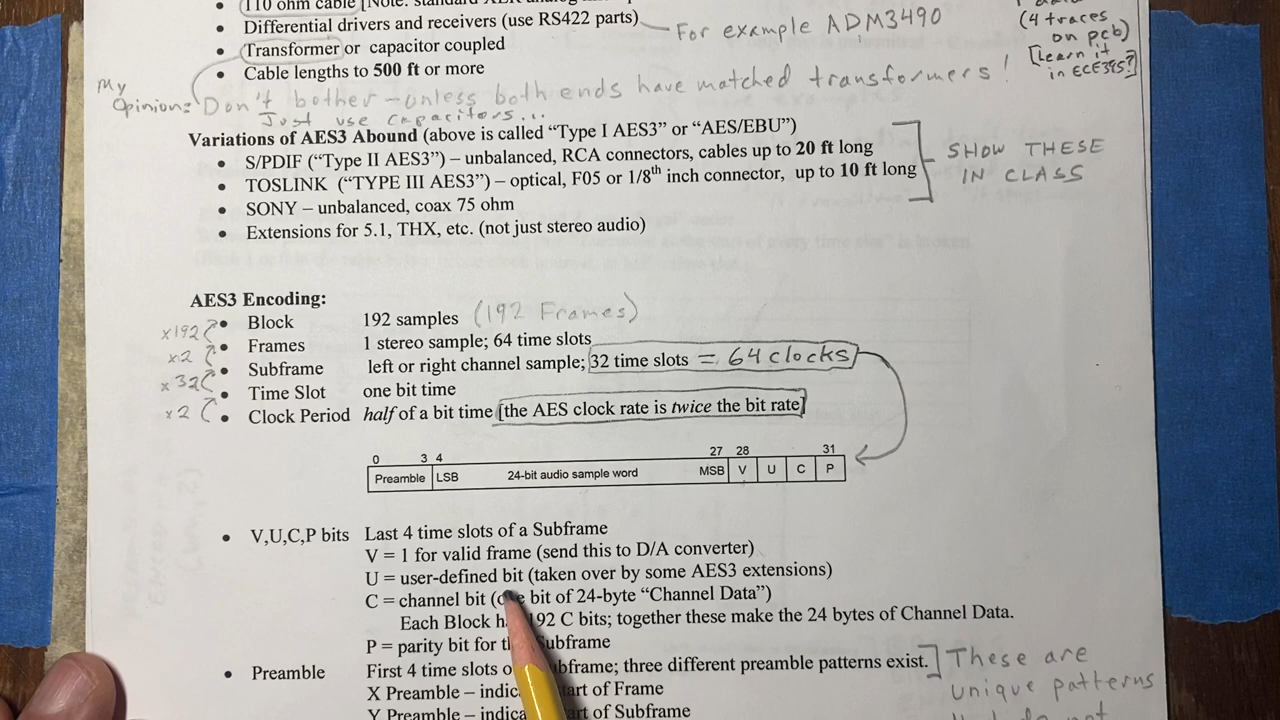 110 ohm cable [Note: standard
• Differential drivers and receivers (use RS422 parts) For example ADM3490
• Transformer or capacitor coupled
• Cable lengths to 500 ft or more
(4 traces
on pcb)
[Learn it
in ECE395?]
My
Opinion: Don't bother - unless both ends have matched transformers!
Just use capacitors...
Variations of AES3 Abound (above is called “Type I AES3” or “AES/EBU”)
• S/PDIF (“Type II AES3”) – unbalanced, RCA connectors, cables up to 20 ft long
• TOSLINK (“TYPE III AES3”) – optical, F05 or 1/8th inch connector, up to 10 ft long
• SONY – unbalanced, coax 75 ohm
• Extensions for 5.1, THX, etc. (not just stereo audio)
SHOW THESE
IN CLASS
AES3 Encoding:
• Block 192 samples (192 Frames)
x192
• Frames 1 stereo sample; 64 time slots
x2
• Subframe left or right channel sample; 32 time slots = 64 clocks
x32
• Time Slot one bit time
x2
• Clock Period half of a bit time [the AES clock rate is twice the bit rate]
0 3 4 27 28 31
Preamble LSB 24-bit audio sample word MSB V U C P
• V,U,C,P bits Last 4 time slots of a Subframe
V = 1 for valid frame (send this to D/A converter)
U = user-defined bit (taken over by some AES3 extensions)
C = channel bit (one bit of 24-byte “Channel Data”)
Each Block 192 C bits; together these make the 24 bytes of Channel Data.
P = parity bit for Subframe
• Preamble First 4 time slots subframe; three different preamble patterns exist.
X Preamble – start of Frame
Y Preamble – start of Subframe
These are
unique patterns
not